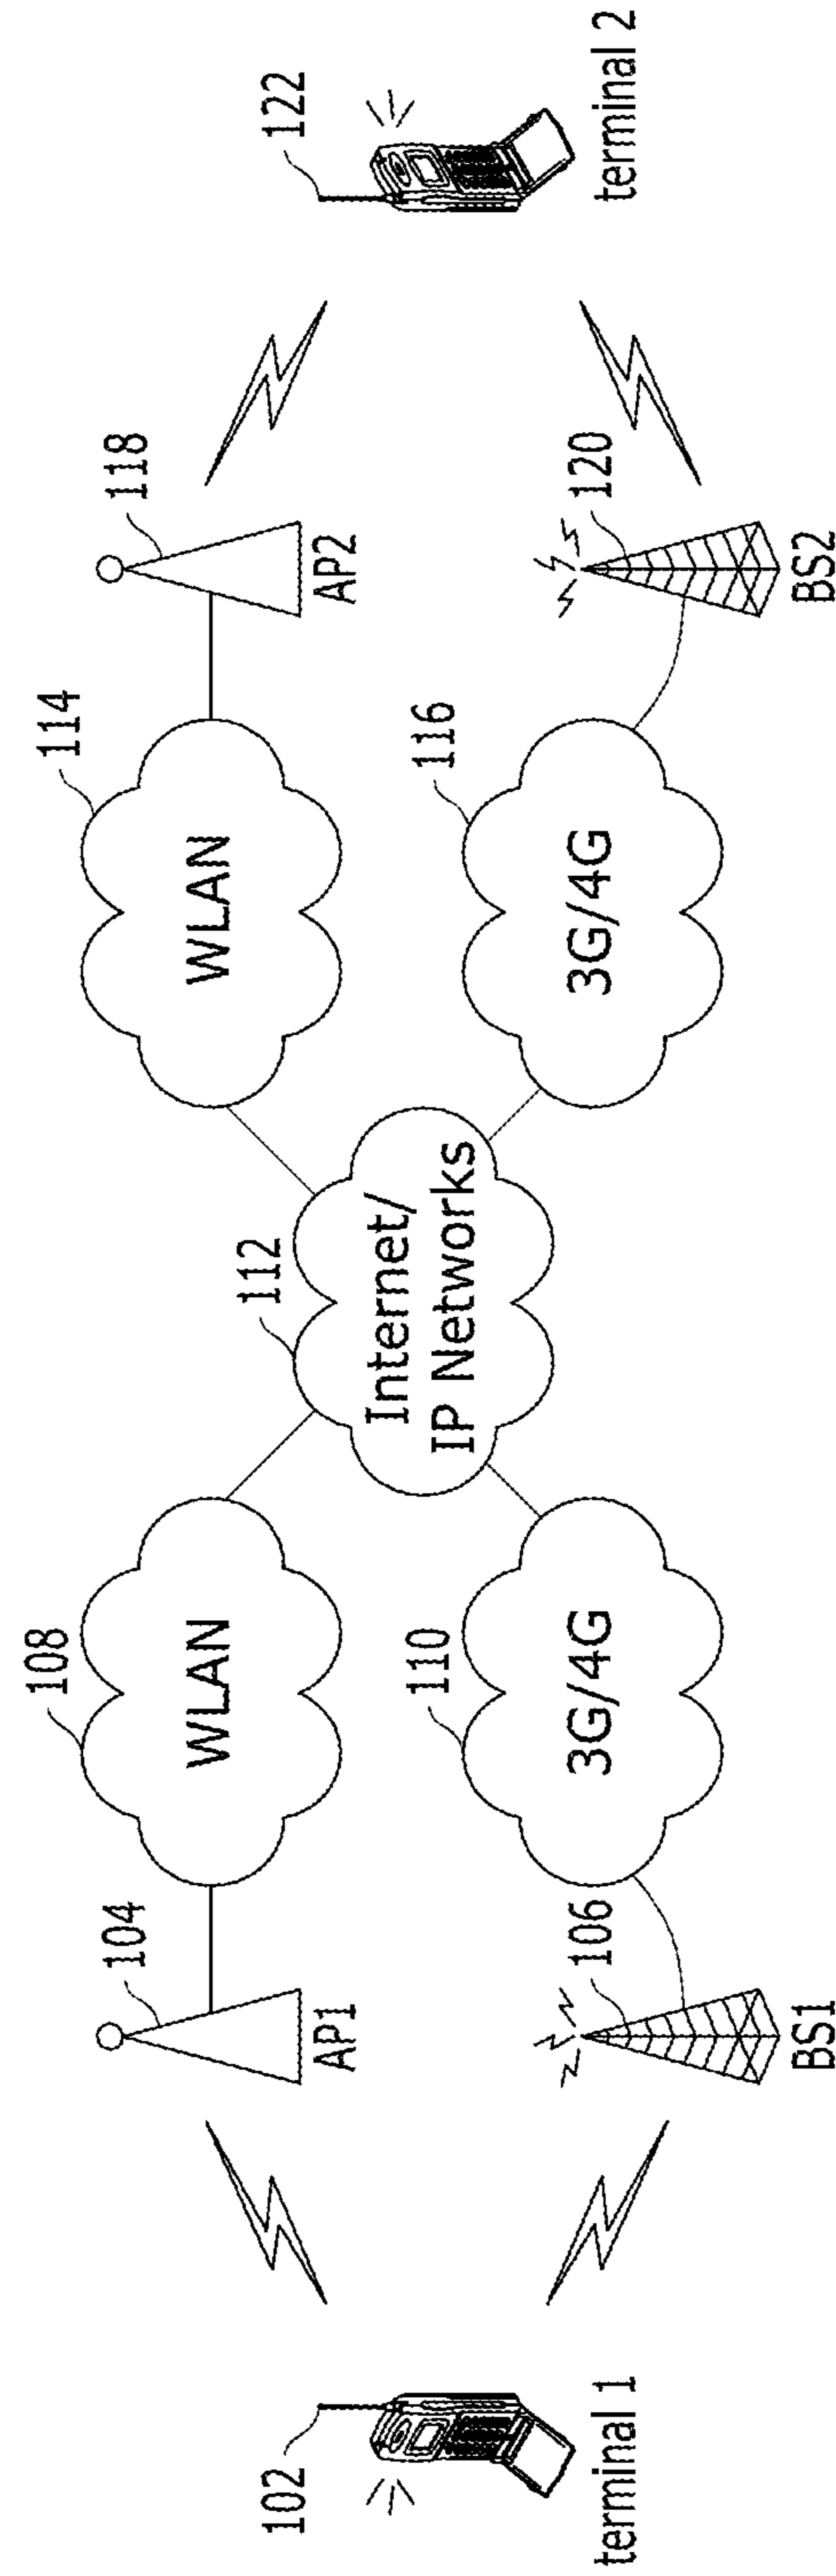 102
terminal 1
104
AP1
106
BS1
108
WLAN
110
3G/4G
112
Internet/
IP Networks
114
WLAN
116
3G/4G
118
AP2
120
BS2
122
terminal 2